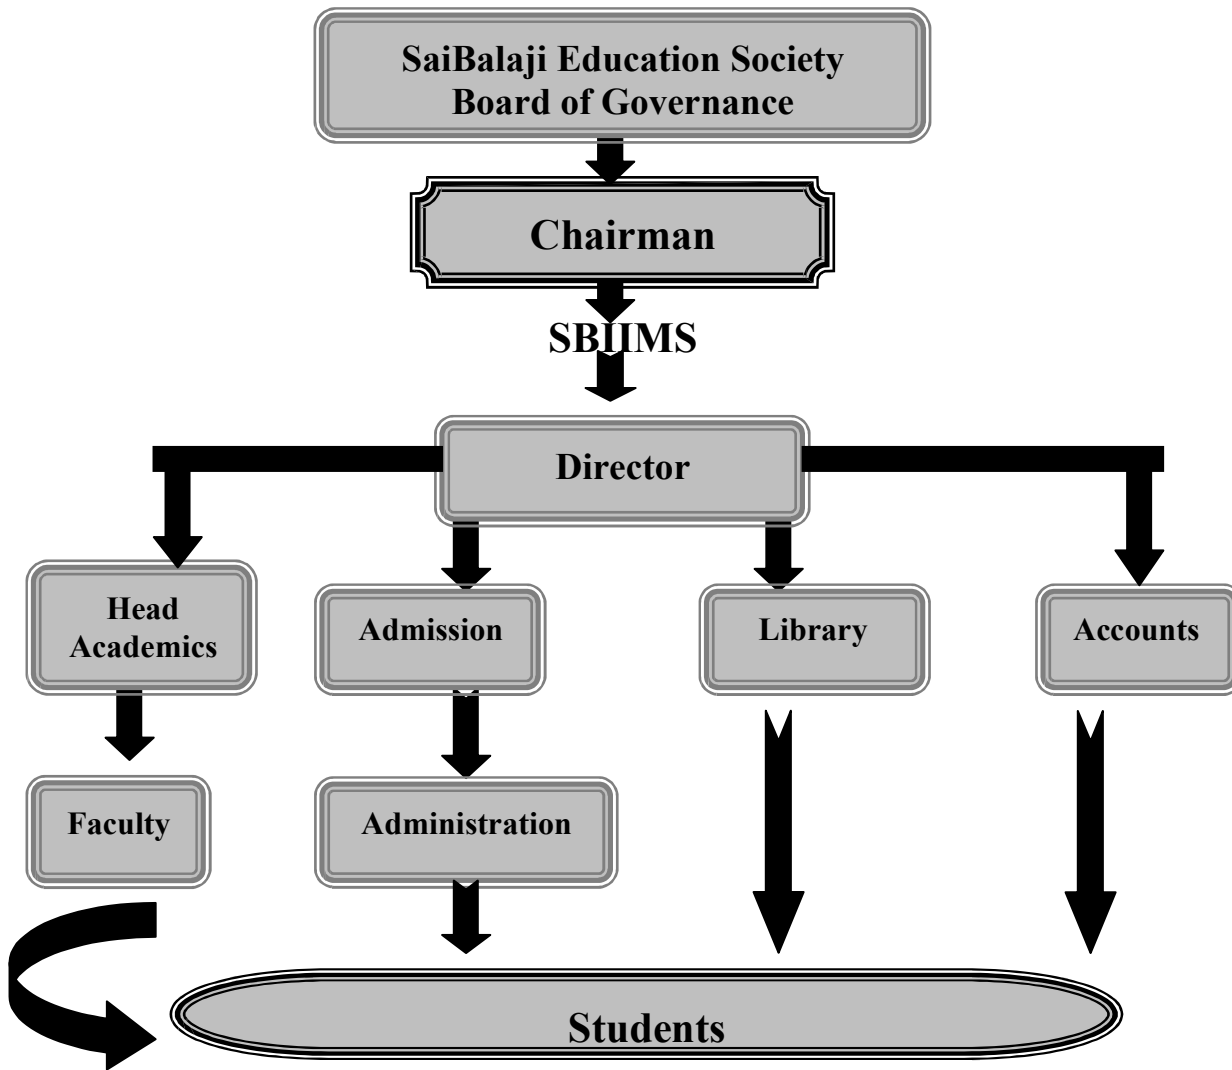 SaiBalaji Education Society
Board of Governance
Chairman
SBIIMS
Director
Head
Academics
Admission
Library
Accounts
Faculty
Administration
Students